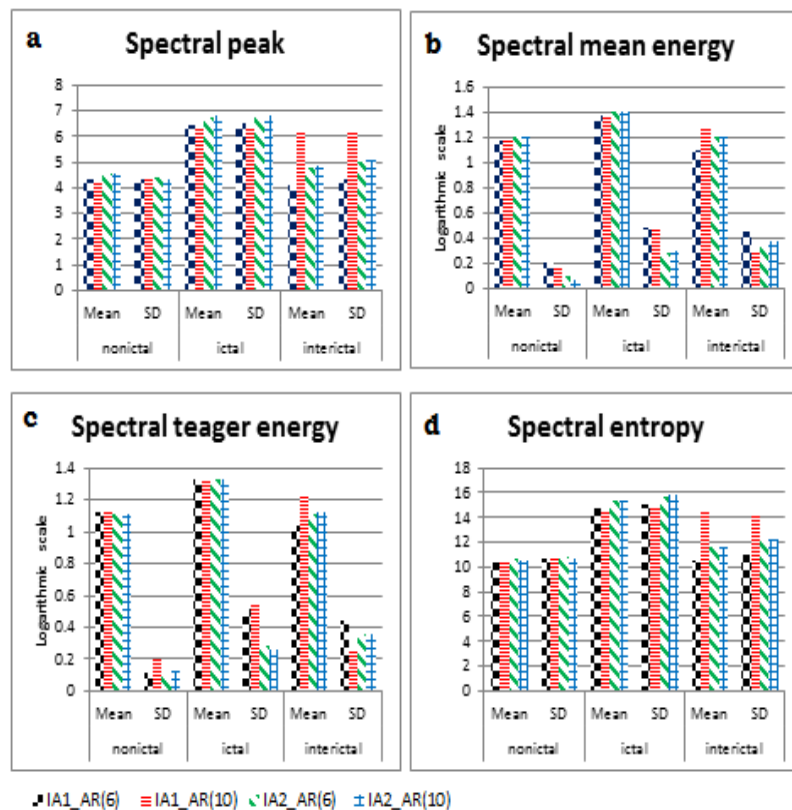 a Spectral peak
8
7
6
5
4
3
2
1
0
Mean SD Mean SD Mean SD
nonictal ictal interictal
b Spectral mean energy
Logarithmic scale
1.6
1.4
1.2
1
0.8
0.6
0.4
0.2
0
Mean SD Mean SD Mean SD
nonictal ictal interictal
c Spectral teager energy
Logarithmic scale
1.4
1.2
1
0.8
0.6
0.4
0.2
0
Mean SD Mean SD Mean SD
nonictal ictal interictal
d Spectral entropy
18
16
14
12
10
8
6
4
2
0
Mean SD Mean SD Mean SD
nonictal ictal interictal
IA1_AR(6) IA1_AR(10) IA2_AR(6) IA2_AR(10)